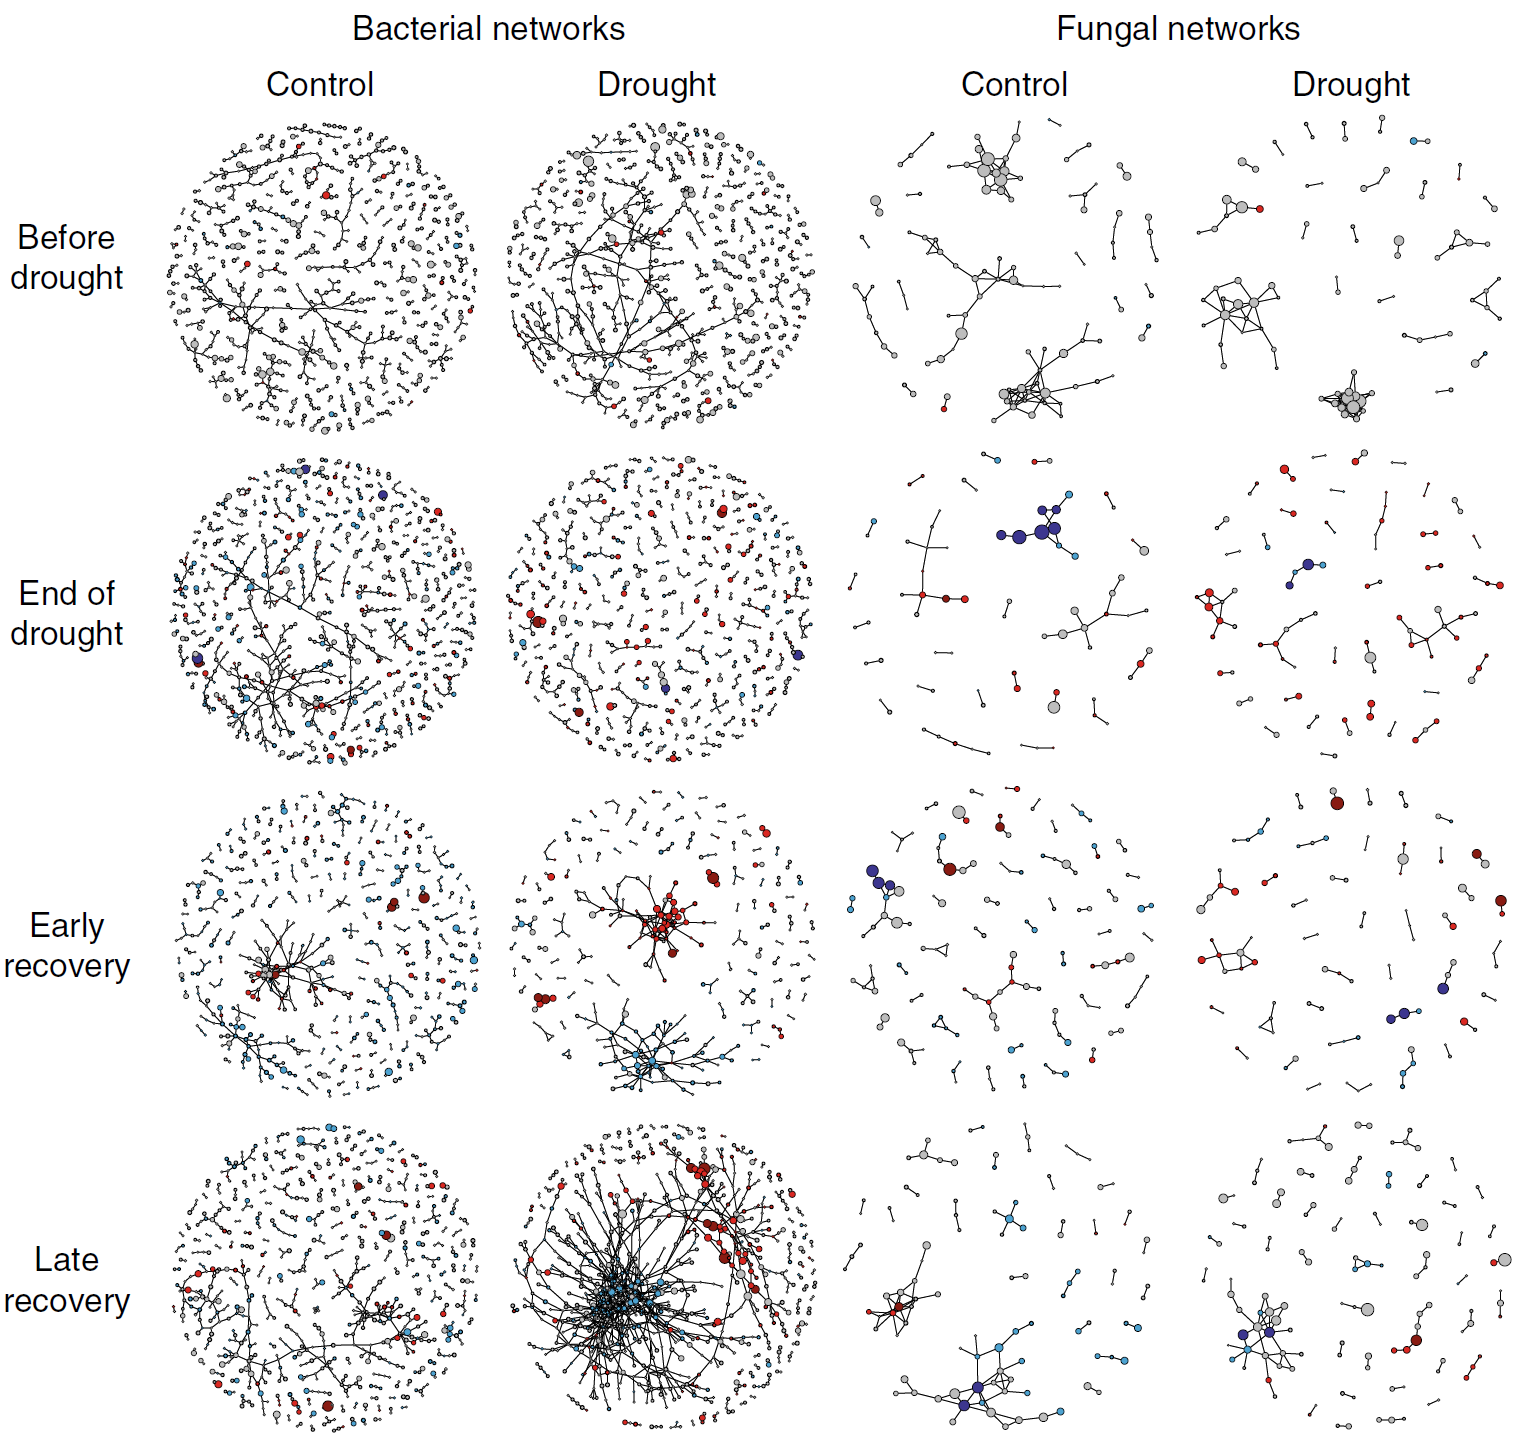 Bacterial networks
Fungal networks
Control
Drought
Control
Drought
Before
drought
End of
drought
Early
recovery
Late
recovery